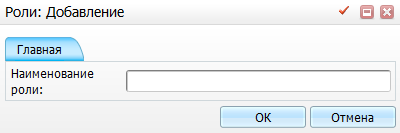 Роли: Добавление
Главная
Наименование
роли:
ОК
Отмена